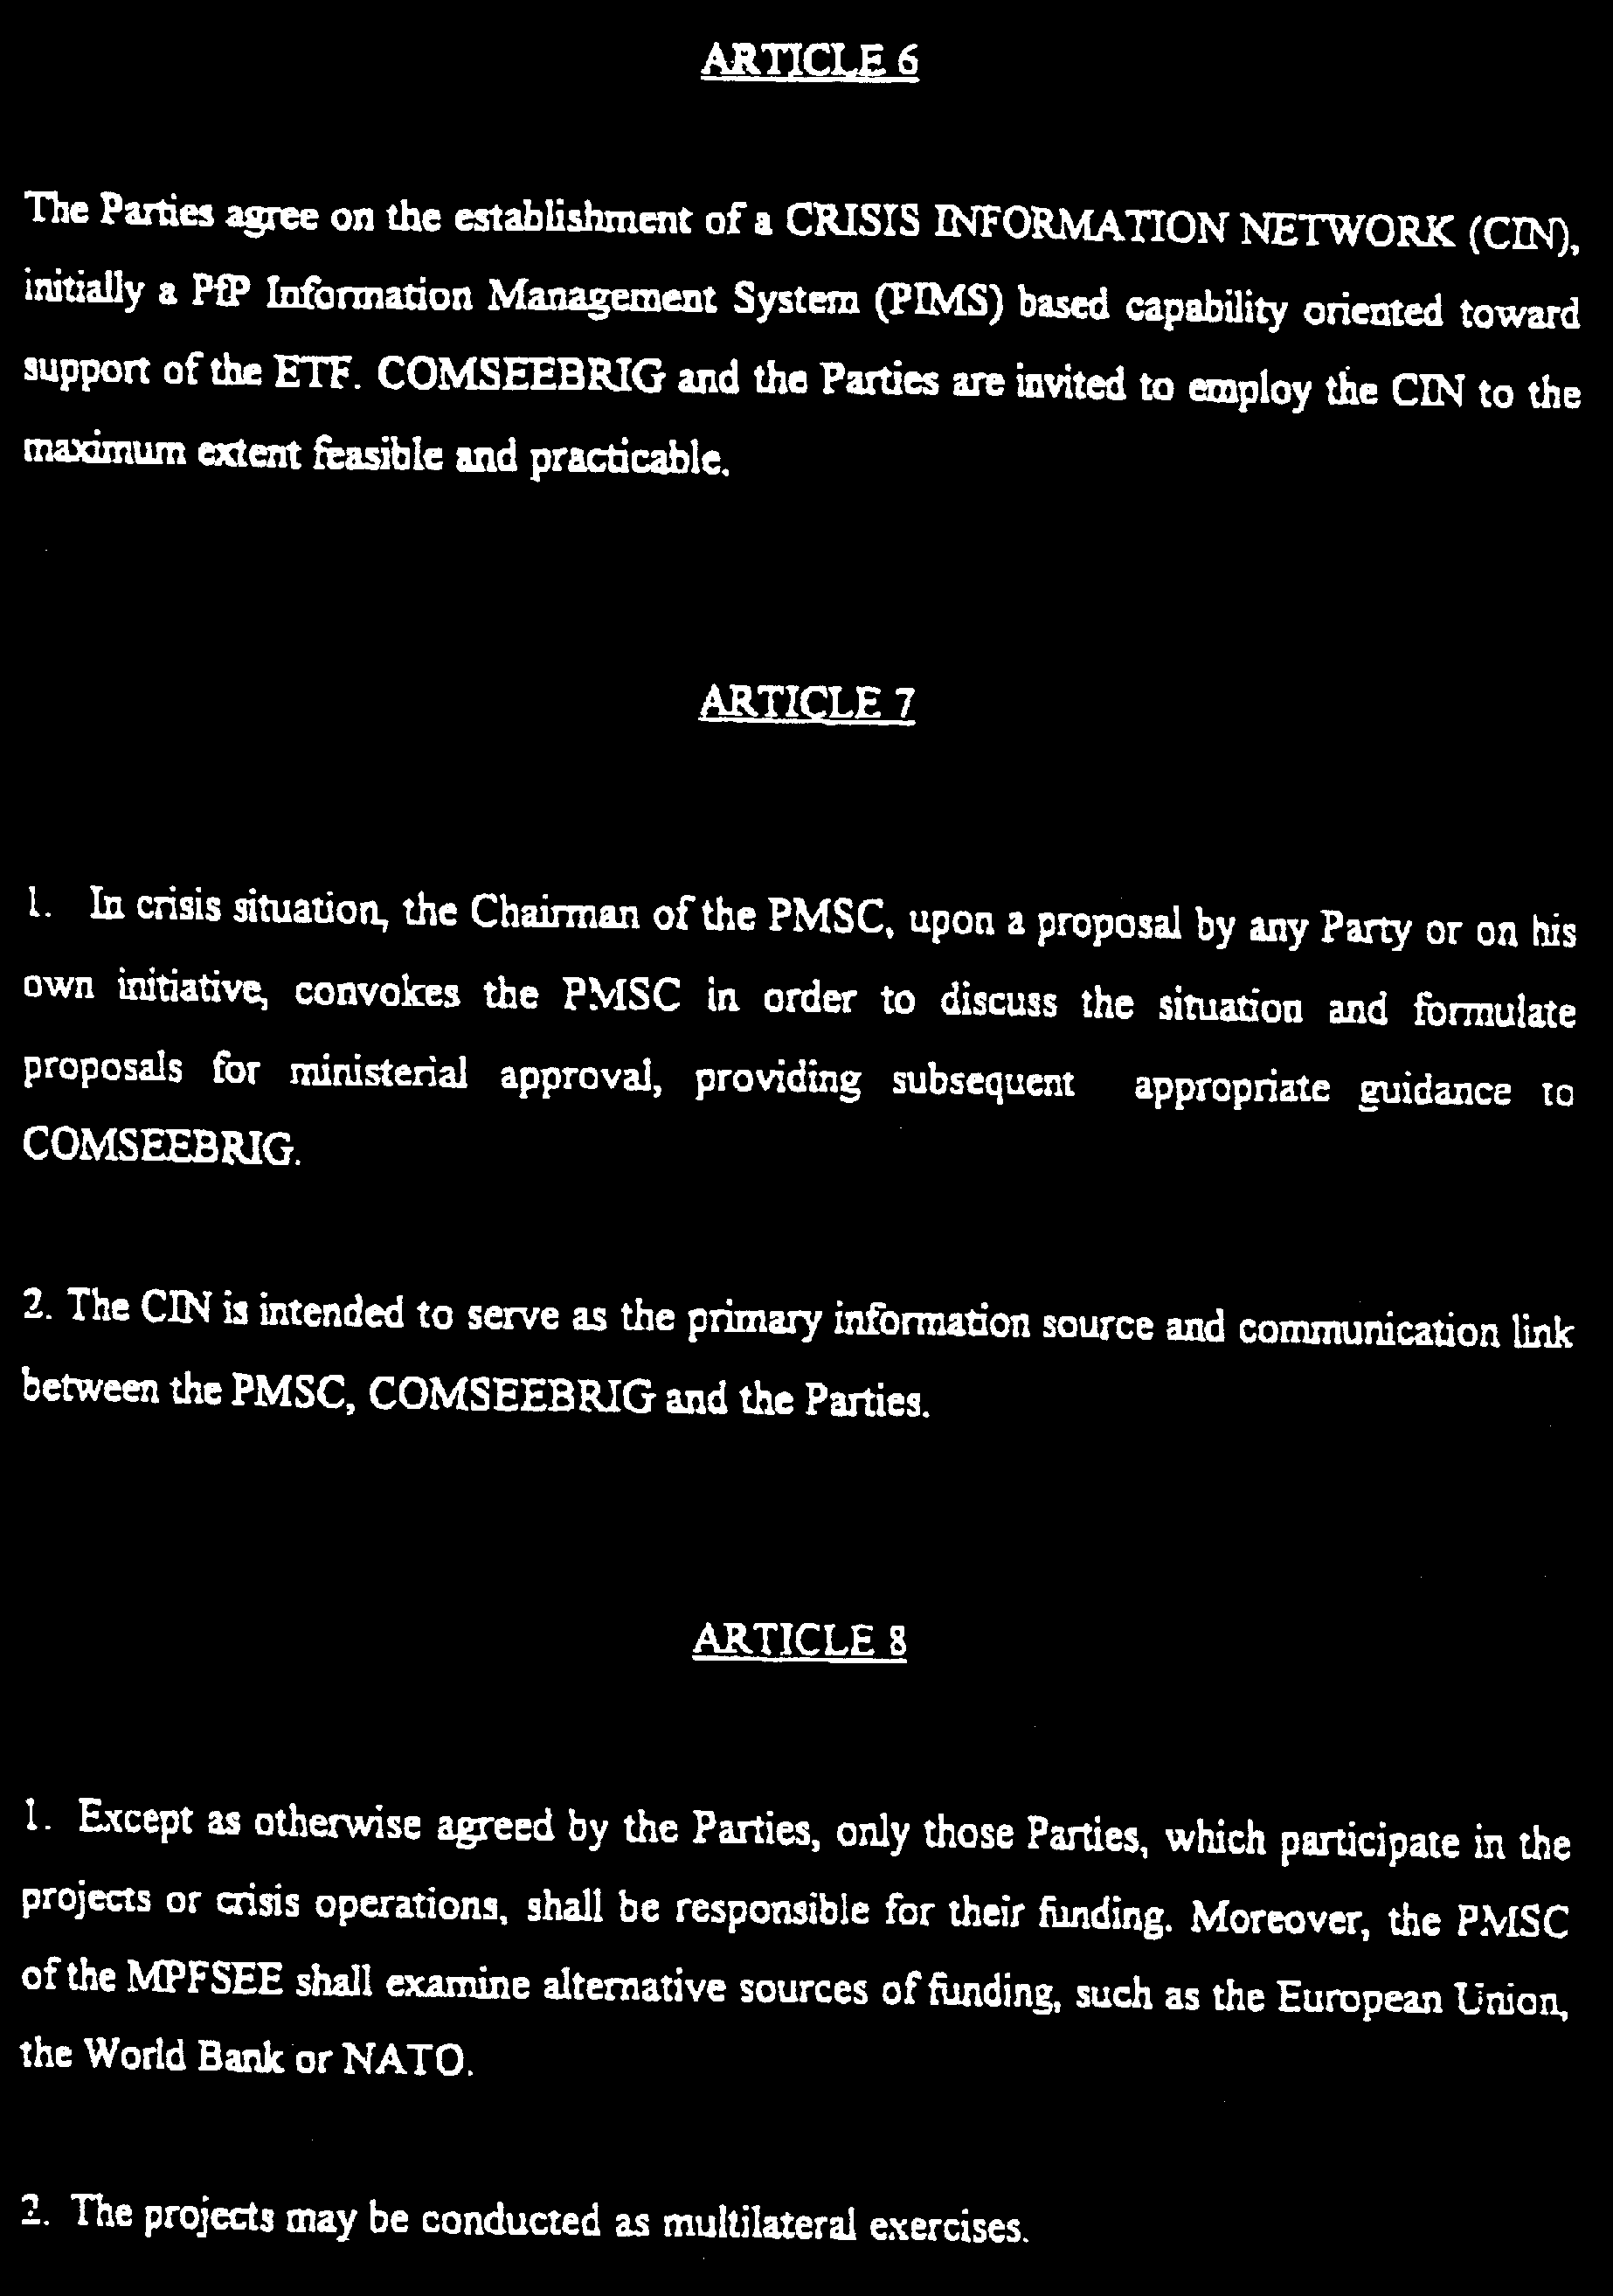 ARTICLE 6
The Parties agree on the establishment of a CRISIS INFORMATION NETWORK (CIN),
initially a PfP Information Management System (PIMS) based capability oriented toward
support of the ETF. COMSEEBRIG and the Parties are invited to employ the CIN to the
maximum extent feasible and practicable.
ARTICLE 7
1. In crisis situation, the Chairman of the PMSC, upon a proposal by any Party or on his
own initiative, convokes the PMSC in order to discuss the situation and formulate
proposals for ministerial approval, providing subsequent appropriate guidance to
COMSEEBRIG.
2. The CIN is intended to serve as the primary information source and communication link
between the PMSC, COMSEEBRIG and the Parties.
ARTICLE 8
1. Except as otherwise agreed by the Parties, only those Parties, which participate in the
projects or crisis operations, shall be responsible for their funding. Moreover, the PMSC
of the MPFSEE shall examine alternative sources of funding, such as the European Union,
the World Bank or NATO.
2. The projects may be conducted as multilateral exercises.